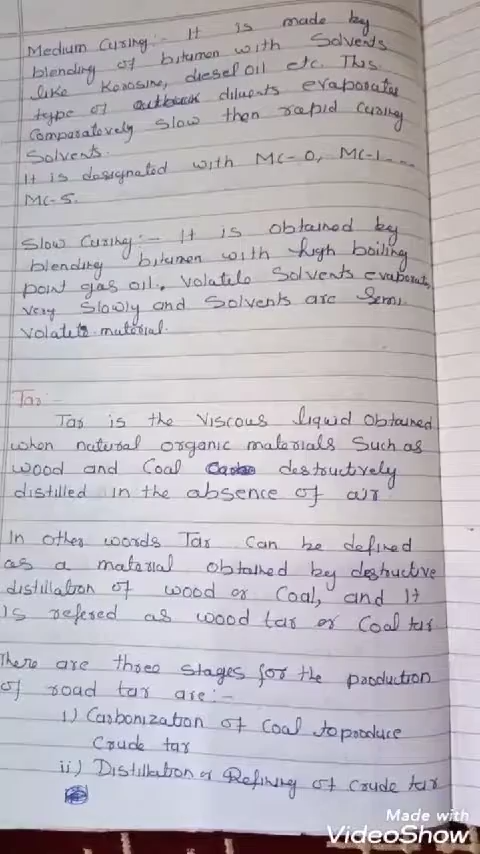 Medium Curing:- It is made by
blending of bitumen with Solvents
like Kerosine, diesel oil etc. This
type of cutback diluents evaporates
Comparatively slow then rapid Curing
Solvents.
It is designated with MC-0, MC-1---
MC-5.
Slow Curing:- It is obtained by
blending bitumen with high boiling
point gas oil. Volatile Solvents evaporate
very slowly and Solvents are Semi
Volatile material.
Tar:-
Tar is the Viscous liquid obtained
when natural organic materials Such as
wood and Coal destructively
distilled in the absence of air
In other words Tar Can be defined
as a material obtained by destructive
distillation of wood or Coal, and It
is refered as wood tar or Coal tar
There are three stages for the production
of road tar are:-
i) Carbonization of Coal to produce
Crude tar
ii) Distillation or Refining of Crude tar
Made with
VideoShow